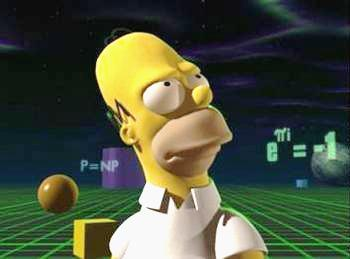 P=NP
e^πi = -1